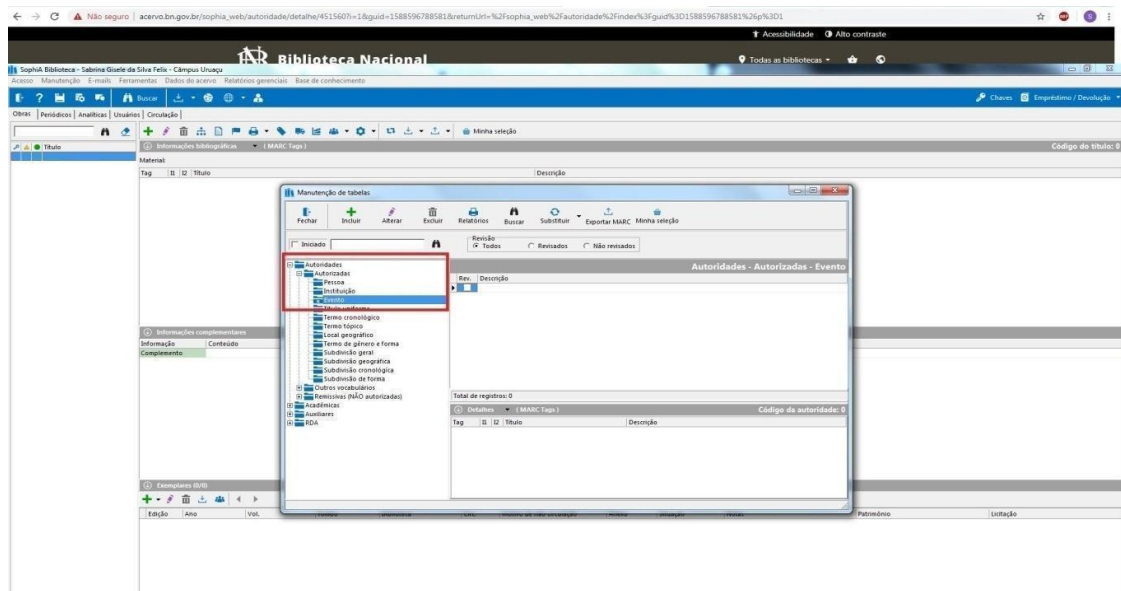 Não seguro | acervo.bn.gov.br/sophia_web/autoridade/detalhe/451560?i=1&guid=1588596788581&returnUrl=%2Fsophia_web%2Fautoridade%2Findex%3Fguid%3D1588596788581%26p%3D1
Acessibilidade Alto contraste
Biblioteca Nacional Todas as bibliotecas
SophiA Biblioteca - Sabrina Gisele da Silva Felix - Câmpus Uruaçu
Acesso Manutenção E-mails Ferramentas Dados do acervo Relatórios gerenciais Base de conhecimento
Buscar Chaves Empréstimo / Devolução
Obras Periódicos Analíticas Usuários Circulação
Minha seleção
Título Informações bibliográficas ( MARC Tags ) Código do título: 0
Material:
Tag I1 I2 Título Descrição
Manutenção de tabelas
Fechar Incluir Alterar Excluir Relatórios Buscar Substituir Exportar MARC Minha seleção
Iniciado Revisão Todos Revisados Não revisados
Autoridades - Autorizadas - Evento
Rev. Descrição
Autoridades
Autorizadas
Pessoa
Instituição
Evento
Título uniforme
Termo cronológico
Termo tópico
Local geográfico
Termo de gênero e forma
Subdivisão geral
Subdivisão geográfica
Subdivisão cronológica
Subdivisão de forma
Outros vocabulários
Remissivas (NÃO autorizadas)
Acadêmicas
Auxiliares
RDA
Total de registros: 0
Detalhes ( MARC Tags ) Código da autoridade: 0
Tag I1 I2 Título Descrição
Informações complementares
Informação Conteúdo
Complemento
Exemplares (0/0)
Edição Ano Vol. Patrimônio Licitação